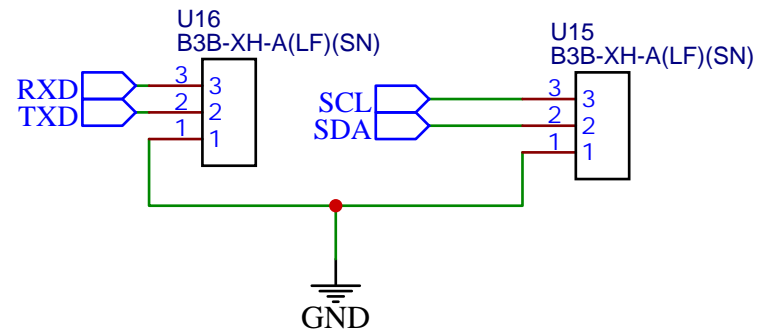 U16
B3B-XH-A(LF)(SN)
RXD 3 3
TXD 2 2
1 1
U15
B3B-XH-A(LF)(SN)
SCL 3 3
SDA 2 2
1 1
GND